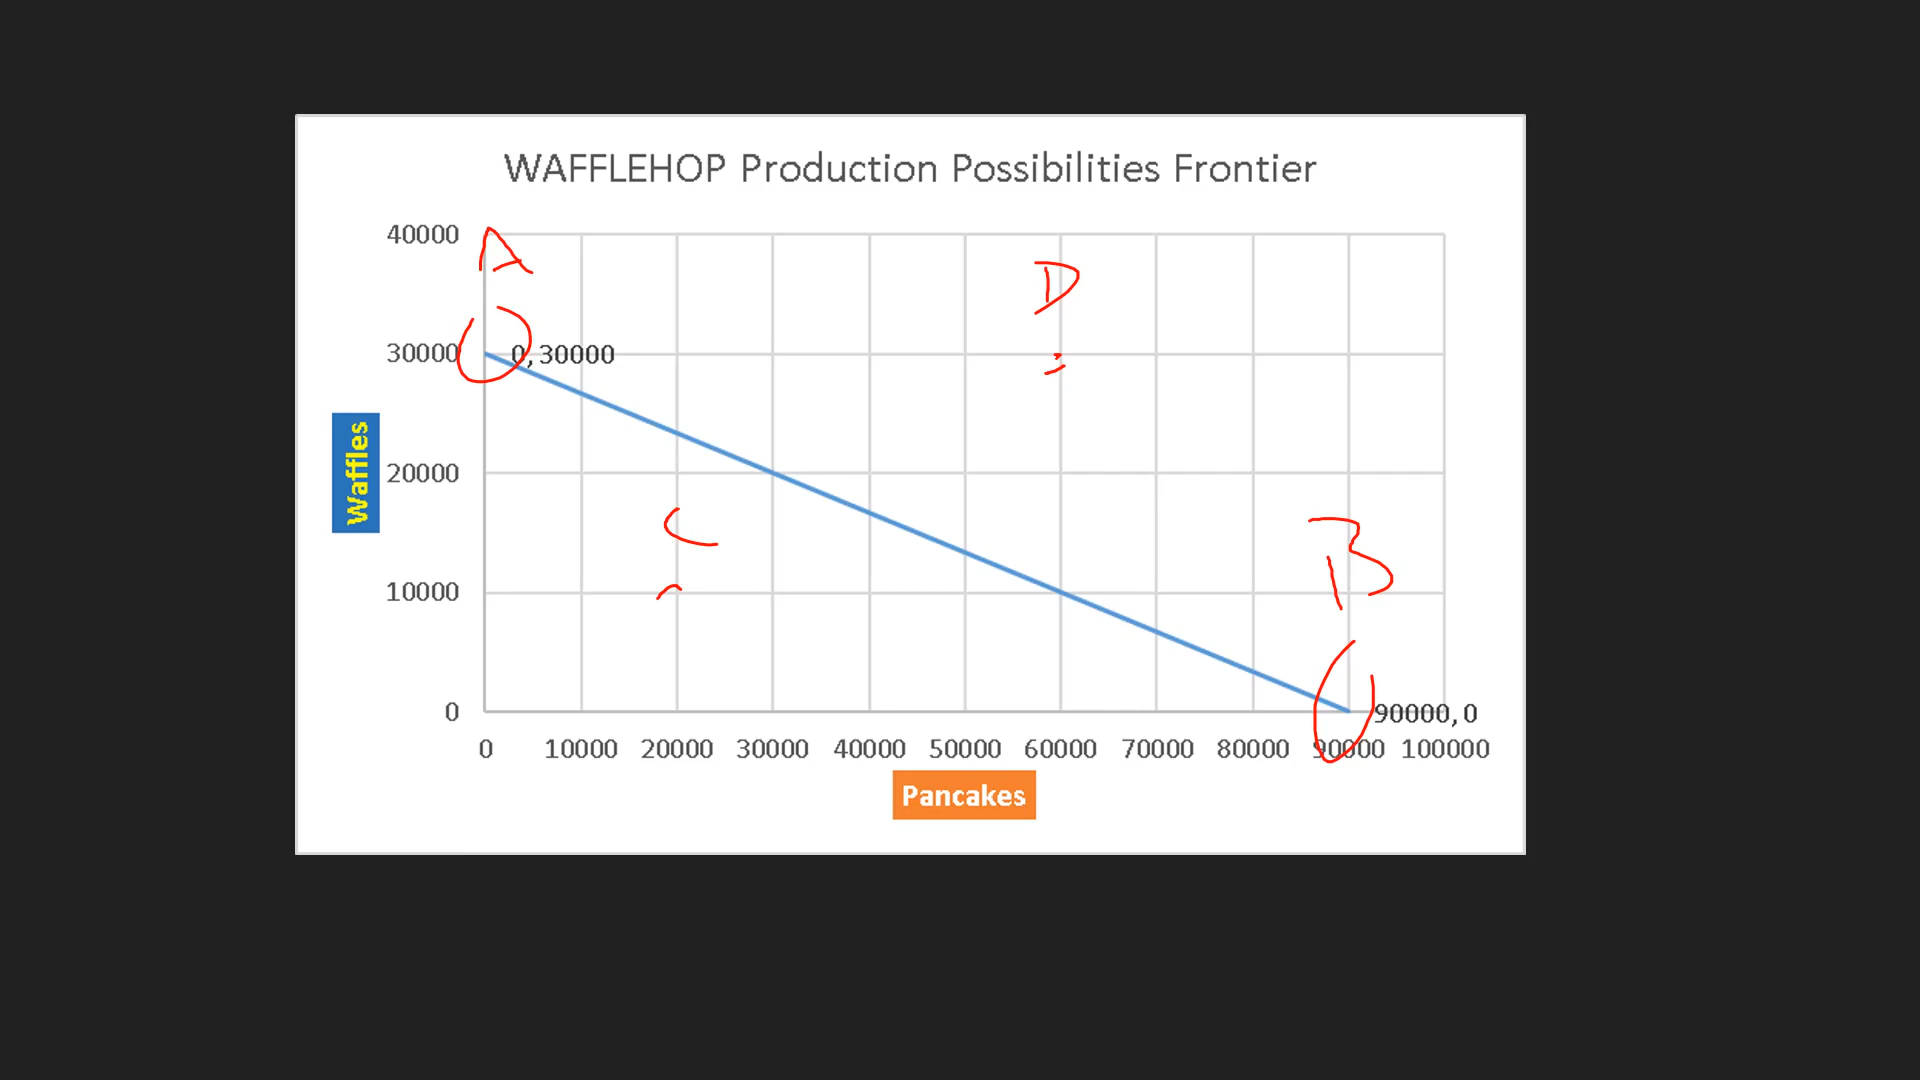 WAFFLEHOP Production Possibilities Frontier
40000
A
D
30000
0, 30000
Waffles
20000
C
B
10000
0
90000, 0
0 10000 20000 30000 40000 50000 60000 70000 80000 90000 100000
Pancakes